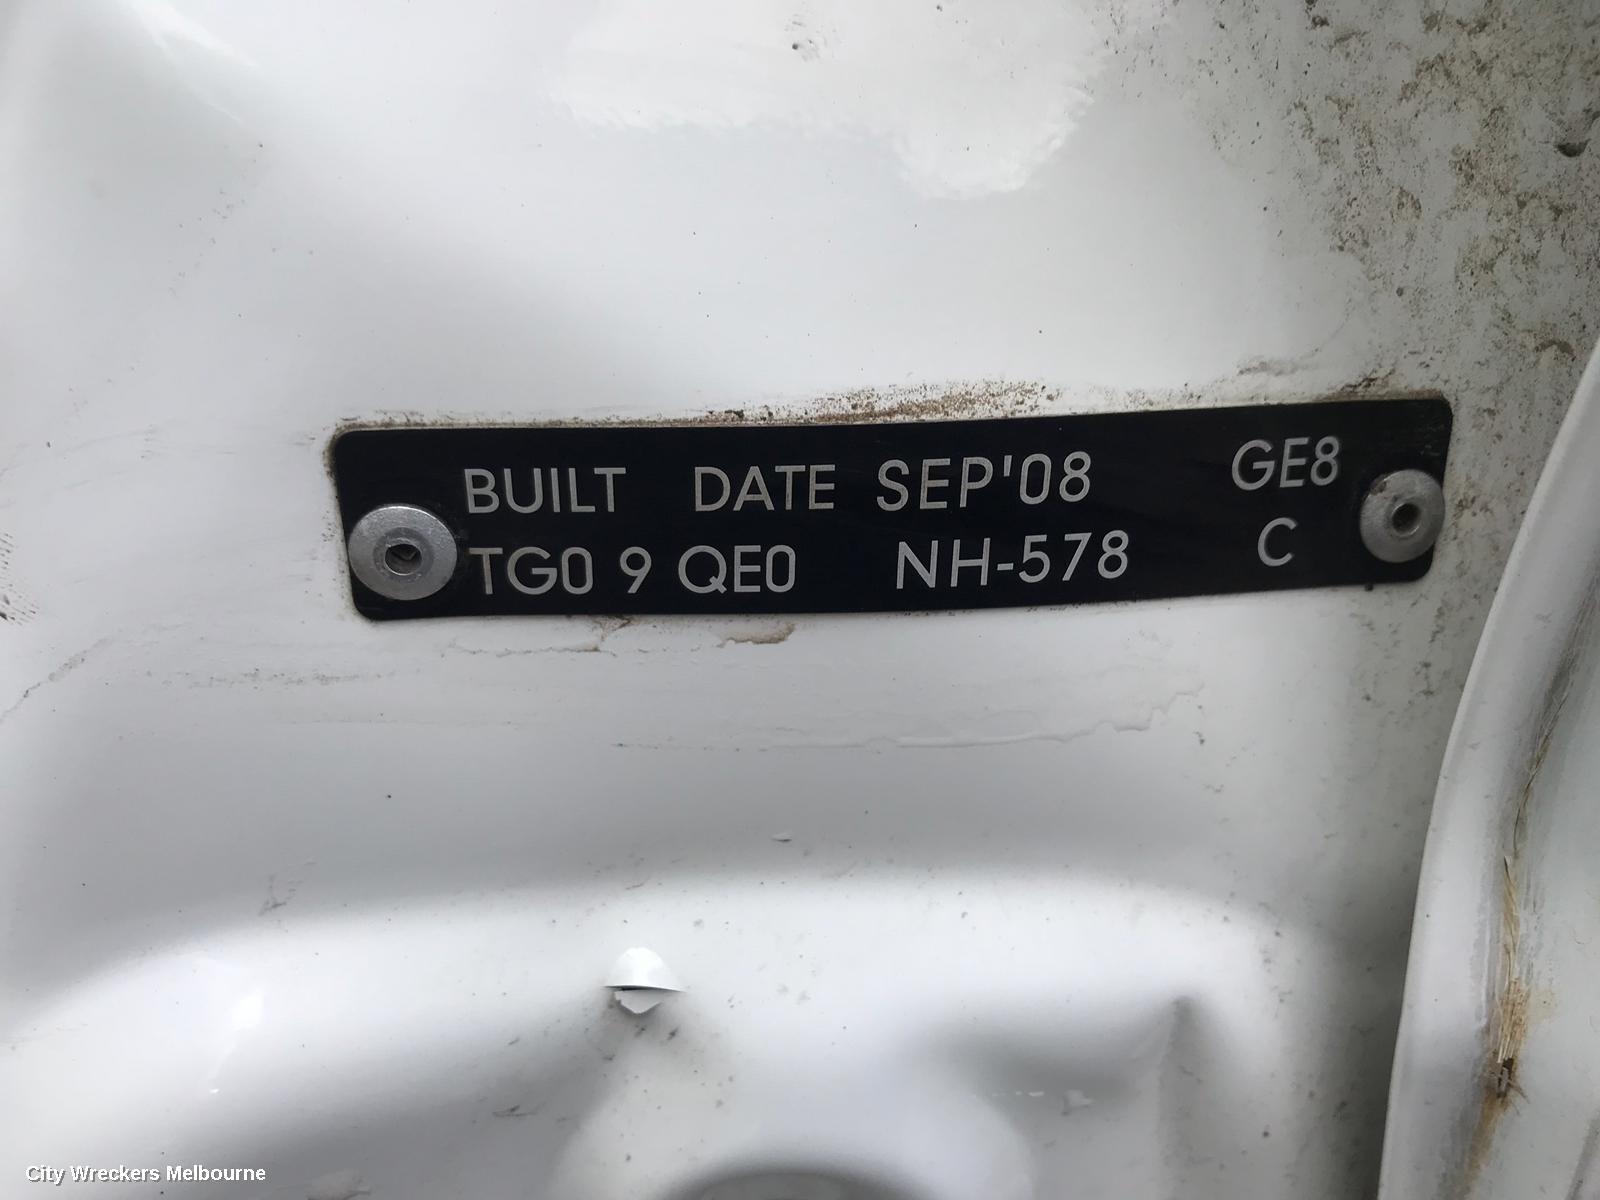 BUILT DATE SEP'08 GE8
TG0 9 QE0 NH-578 C
City Wreckers Melbourne